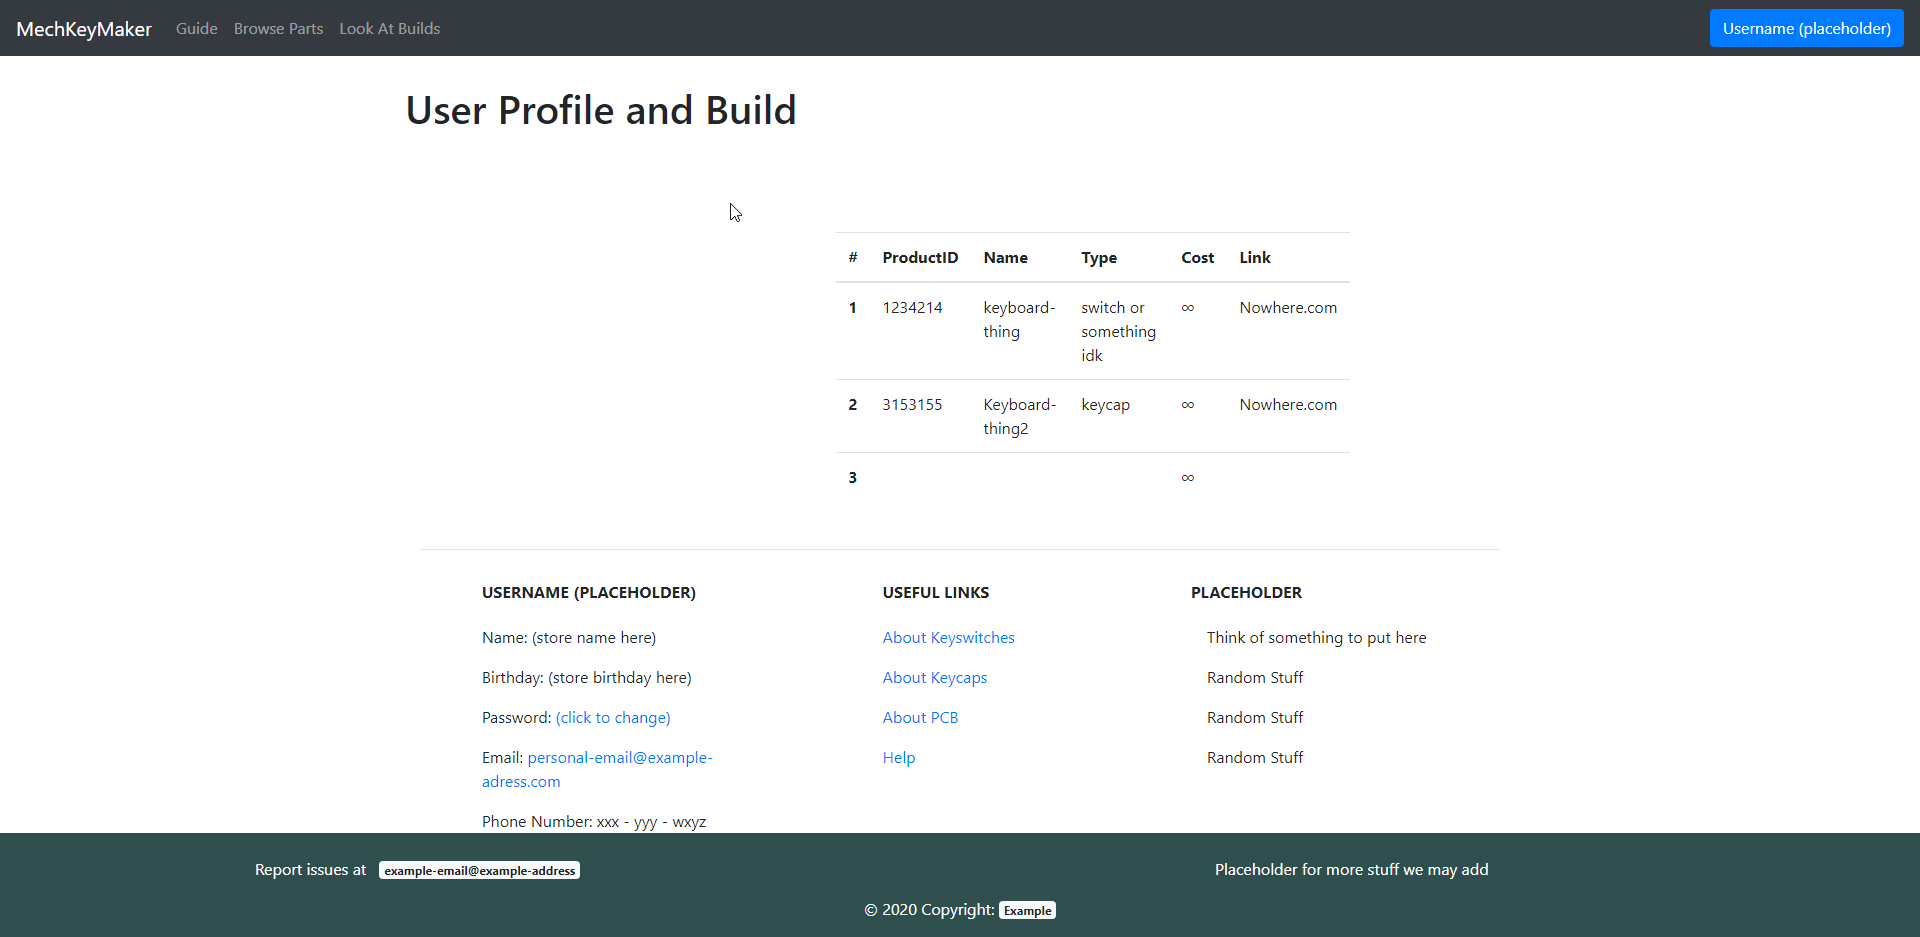 MechKeyMaker Guide Browse Parts Look At Builds Username (placeholder)
User Profile and Build
# ProductID Name Type Cost Link
1 1234214 keyboard- switch or ∞ Nowhere.com
thing something
idk
2 3153155 Keyboard- keycap ∞ Nowhere.com
thing2
3 ∞
USERNAME (PLACEHOLDER)
Name: (store name here)
Birthday: (store birthday here)
Password: (click to change)
Email: personal-email@example-
adress.com
Phone Number: xxx - yyy - wxyz
USEFUL LINKS
About Keyswitches
About Keycaps
About PCB
Help
PLACEHOLDER
Think of something to put here
Random Stuff
Random Stuff
Random Stuff
Report issues at example-email@example-address
Placeholder for more stuff we may add
© 2020 Copyright: Example